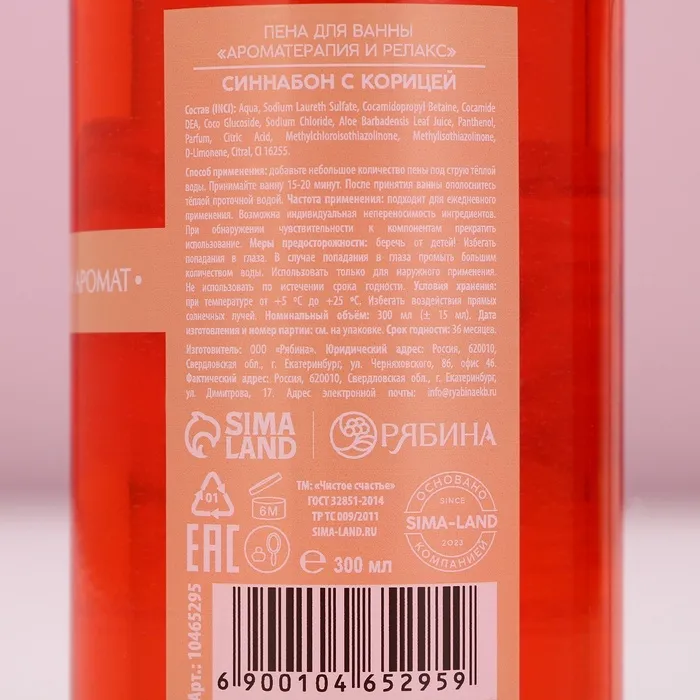 ПЕНА ДЛЯ ВАННЫ
«АРОМАТЕРАПИЯ И РЕЛАКС»
СИННАБОН С КОРИЦЕЙ
Состав (INCI): Aqua, Sodium Laureth Sulfate, Cocamidopropyl Betaine, Cocamide
DEA, Coco Glucoside, Sodium Chloride, Aloe Barbadensis Leaf Juice, Panthenol,
Parfum, Citric Acid, Methylchloroisothiazolinone, Methylisothiazolinone,
D-Limonene, Citral, CI 16255.
Способ применения: добавьте небольшое количество пены под струю тёплой
воды. Принимайте ванну 15-20 минут. После принятия ванны ополоснитесь
тёплой проточной водой. Частота применения: подходит для ежедневного
применения. Возможна индивидуальная непереносимость ингредиентов.
При обнаружении чувствительности к компонентам прекратить
использование. Меры предосторожности: беречь от детей! Избегать
попадания в глаза. В случае попадания в глаза промыть большим
количеством воды. Использовать только для наружного применения.
Не использовать по истечении срока годности. Условия хранения:
при температуре от +5 ºC до +25 ºC. Избегать воздействия прямых
солнечных лучей. Номинальный объём: 300 мл (± 15 мл). Дата
изготовления и номер партии: см. на упаковке. Срок годности: 36 месяцев.
Изготовитель: ООО «Рябина». Юридический адрес: Россия, 620010,
Свердловская обл., г. Екатеринбург, ул. Черняховского, 86, офис 46.
Фактический адрес: Россия, 620010, Свердловская обл., г. Екатеринбург,
ул. Димитрова, 17. Адрес электронной почты: info@ryabinaekb.ru
АРОМАТ •
SIMA
LAND
РЯБИНА
01
6M
EAC
ТМ: «Чистое счастье»
ГОСТ 32851-2014
ТР ТС 009/2011
SIMA-LAND.RU
℮ 300 мл
ОСНОВАНО
SINCE
SIMA-LAND
2023
КОМПАНИЕЙ
Арт.: 10465295
6 900104 652959